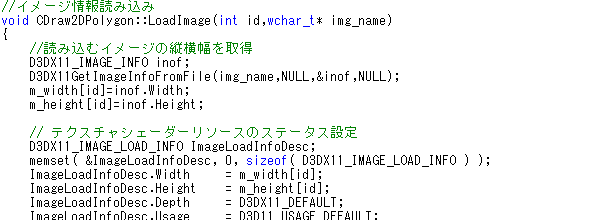 //イメージ情報読み込み
void CDraw2DPolygon::LoadImage(int id,wchar_t* img_name)
{
//読み込むイメージの縦横幅を取得
D3DX11_IMAGE_INFO inof;
D3DX11GetImageInfoFromFile(img_name,NULL,&inof,NULL);
m_width[id]=inof.Width;
m_height[id]=inof.Height;
// テクスチャシェーダーリソースのステータス設定
D3DX11_IMAGE_LOAD_INFO ImageLoadInfoDesc;
memset( &ImageLoadInfoDesc, 0, sizeof( D3DX11_IMAGE_LOAD_INFO ) );
ImageLoadInfoDesc.Width = m_width[id];
ImageLoadInfoDesc.Height = m_height[id];
ImageLoadInfoDesc.Depth = D3DX11_DEFAULT;
ImageLoadInfoDesc.Usage = D3D11_USAGE_DEFAULT;